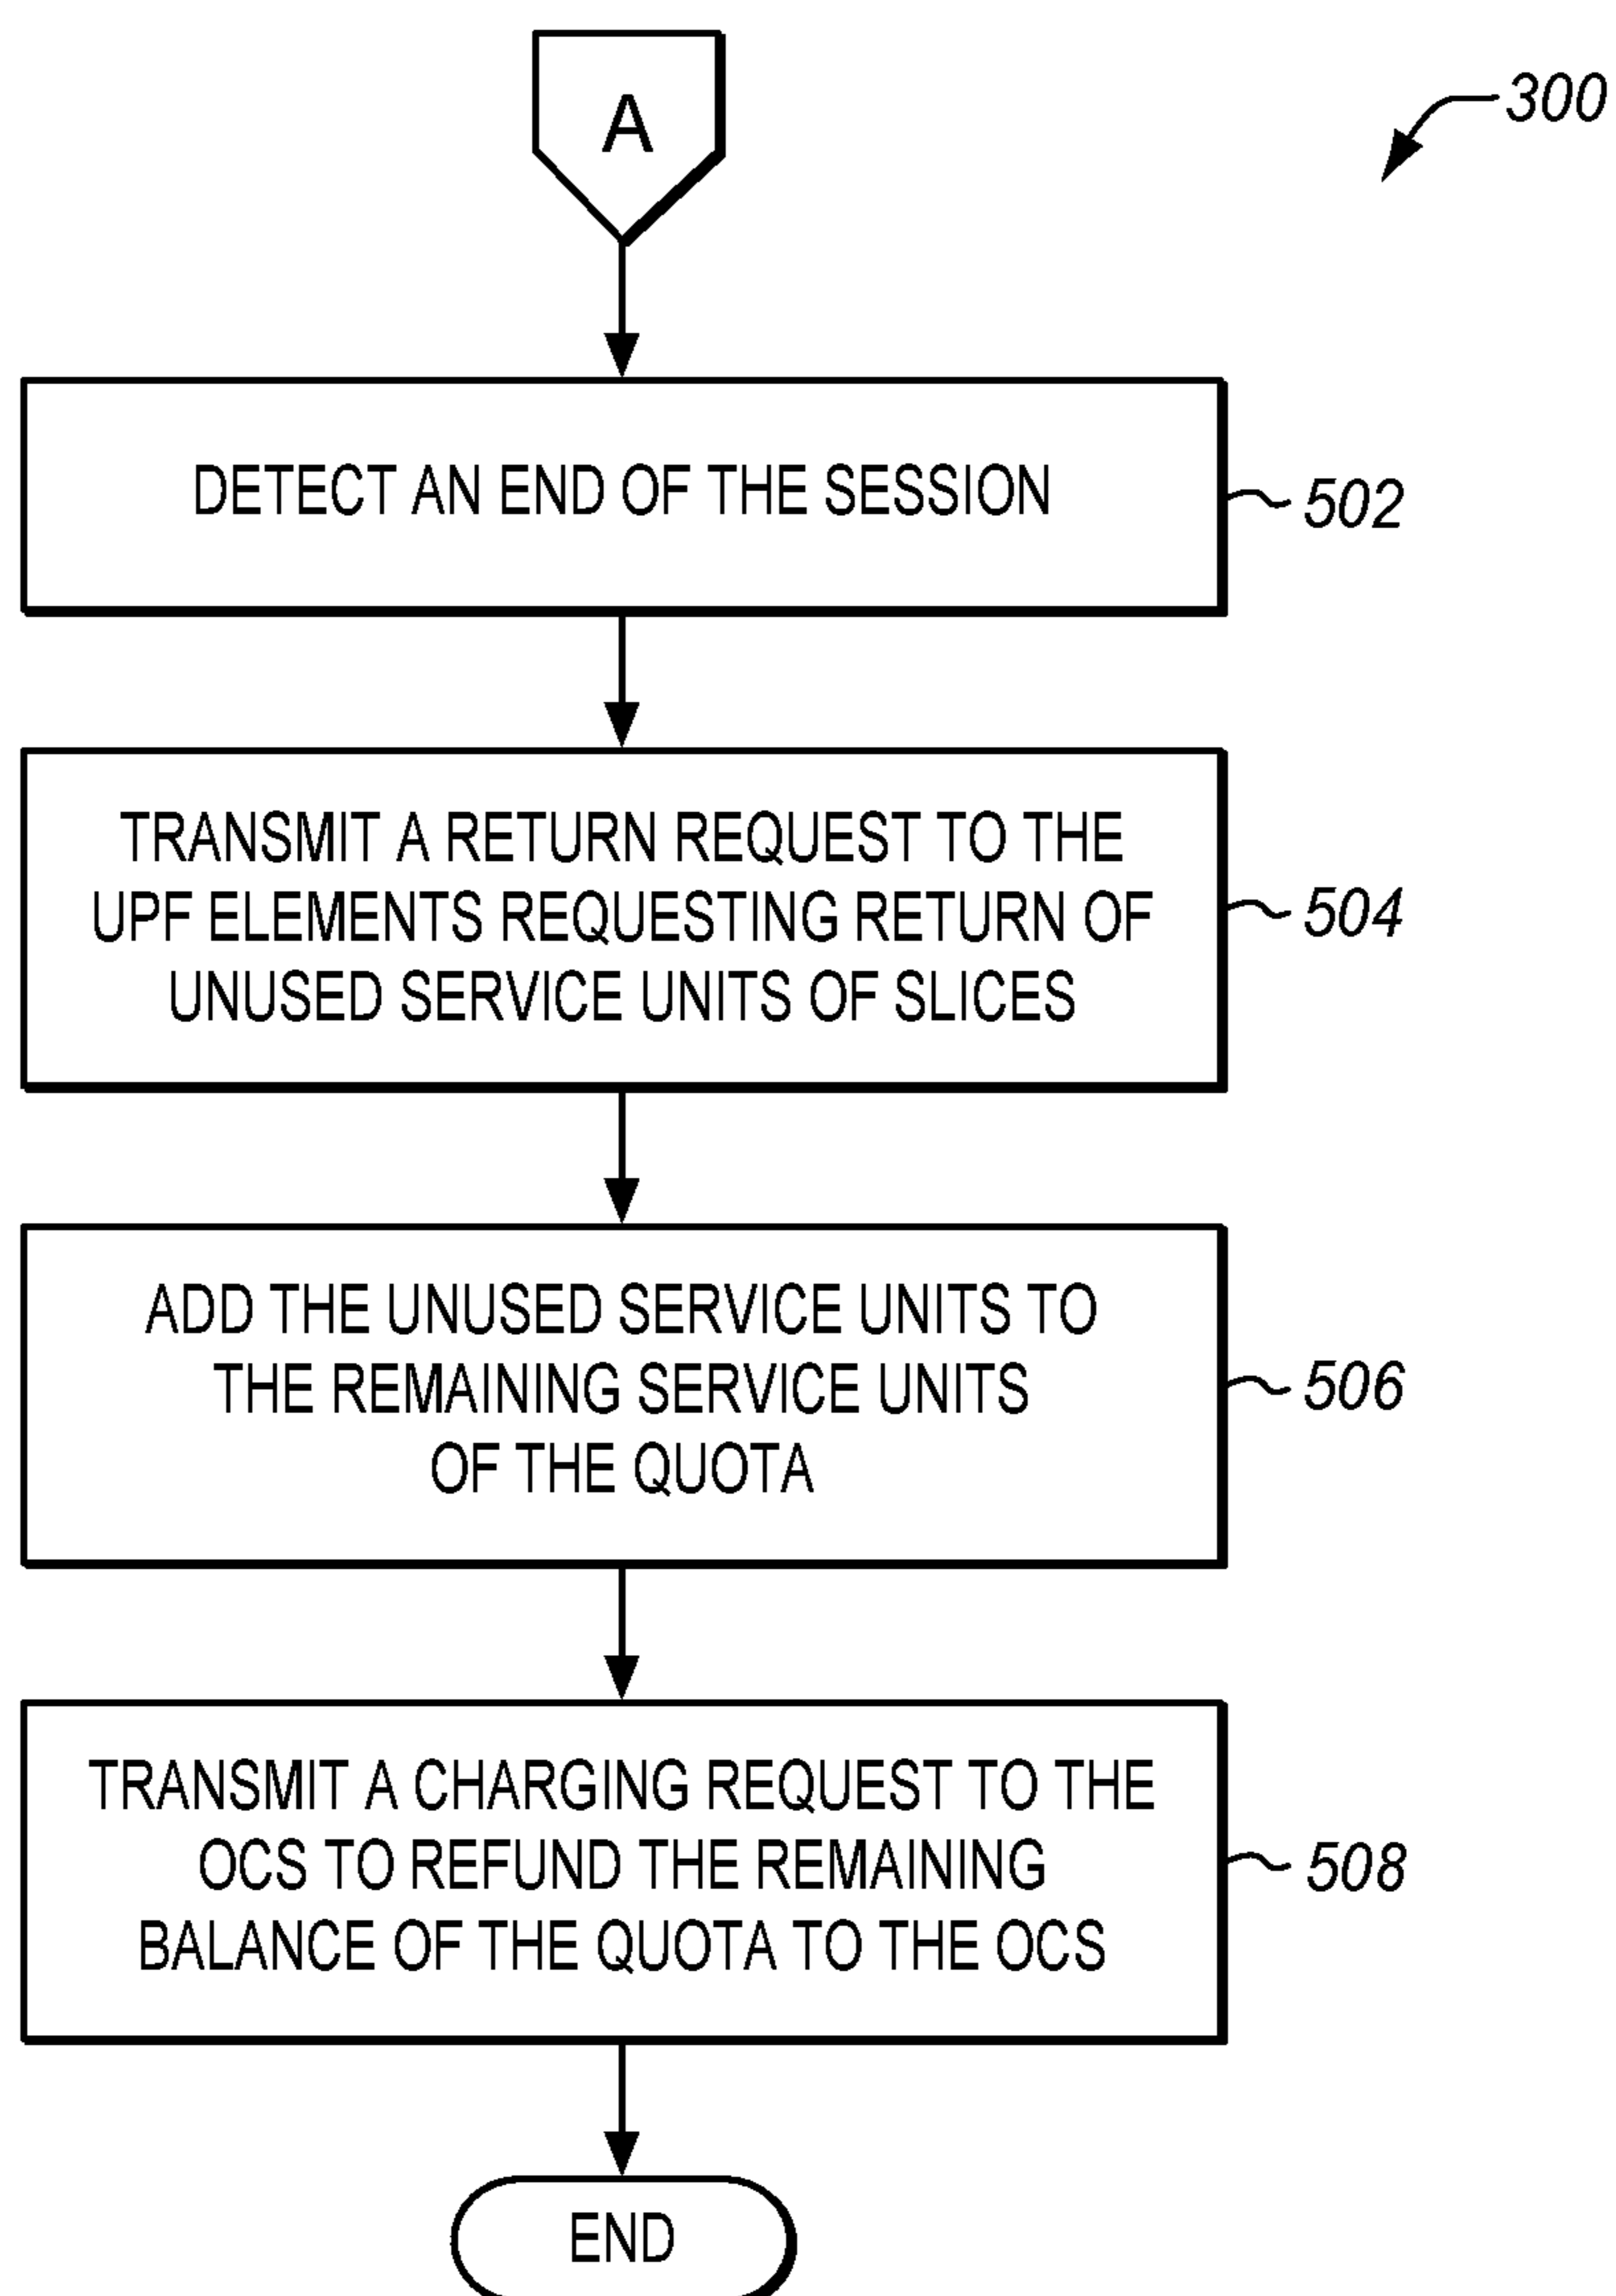 A
300
DETECT AN END OF THE SESSION
502
TRANSMIT A RETURN REQUEST TO THE
UPF ELEMENTS REQUESTING RETURN OF
UNUSED SERVICE UNITS OF SLICES
504
ADD THE UNUSED SERVICE UNITS TO
THE REMAINING SERVICE UNITS
OF THE QUOTA
506
TRANSMIT A CHARGING REQUEST TO THE
OCS TO REFUND THE REMAINING
BALANCE OF THE QUOTA TO THE OCS
508
END